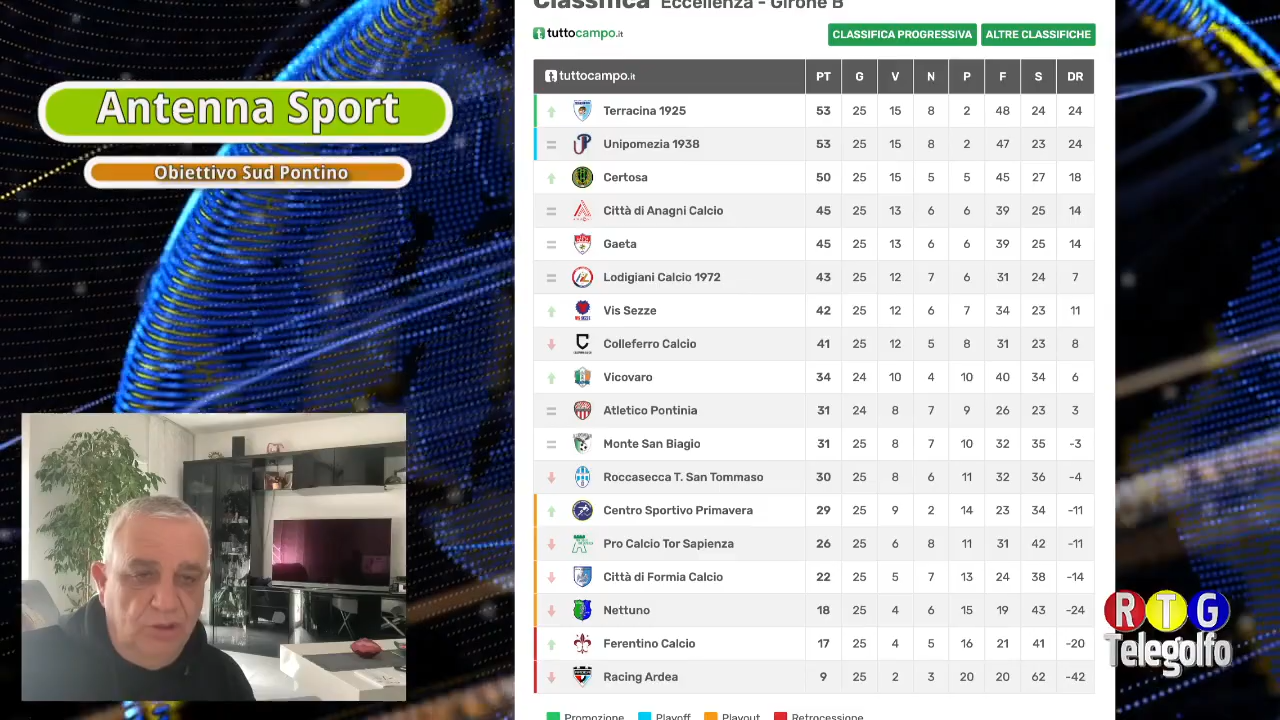 Classifica Eccellenza - Girone B
tuttocampo.it
CLASSIFICA PROGRESSIVA
ALTRE CLASSIFICHE
Antenna Sport
Obiettivo Sud Pontino
tuttocampo.it PT G V N P F S DR
Terracina 1925 53 25 15 8 2 48 24 24
Unipomezia 1938 53 25 15 8 2 47 23 24
Certosa 50 25 15 5 5 45 27 18
Città di Anagni Calcio 45 25 13 6 6 39 25 14
Gaeta 45 25 13 6 6 39 25 14
Lodigiani Calcio 1972 43 25 12 7 6 31 24 7
Vis Sezze 42 25 12 6 7 34 23 11
Colleferro Calcio 41 25 12 5 8 31 23 8
Vicovaro 34 24 10 4 10 40 34 6
Atletico Pontinia 31 24 8 7 9 26 23 3
Monte San Biagio 31 25 8 7 10 32 35 -3
Roccasecca T. San Tommaso 30 25 8 6 11 32 36 -4
Centro Sportivo Primavera 29 25 9 2 14 23 34 -11
Pro Calcio Tor Sapienza 26 25 6 8 11 31 42 -11
Città di Formia Calcio 22 25 5 7 13 24 38 -14
Nettuno 18 25 4 6 15 19 43 -24
Ferentino Calcio 17 25 4 5 16 21 41 -20
Racing Ardea 9 25 2 3 20 20 62 -42
Promozione Playoff Playout Retrocessione
RTG
Telegolfo